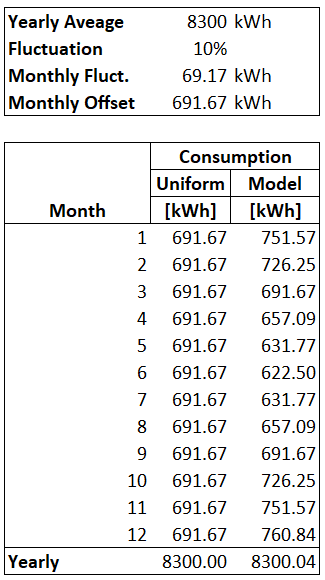 Yearly Aveage 8300 kWh
Fluctuation 10%
Monthly Fluct. 69.17 kWh
Monthly Offset 691.67 kWh
Consumption
Uniform Model
Month [kWh] [kWh]
1 691.67 751.57
2 691.67 726.25
3 691.67 691.67
4 691.67 657.09
5 691.67 631.77
6 691.67 622.50
7 691.67 631.77
8 691.67 657.09
9 691.67 691.67
10 691.67 726.25
11 691.67 751.57
12 691.67 760.84
Yearly 8300.00 8300.04